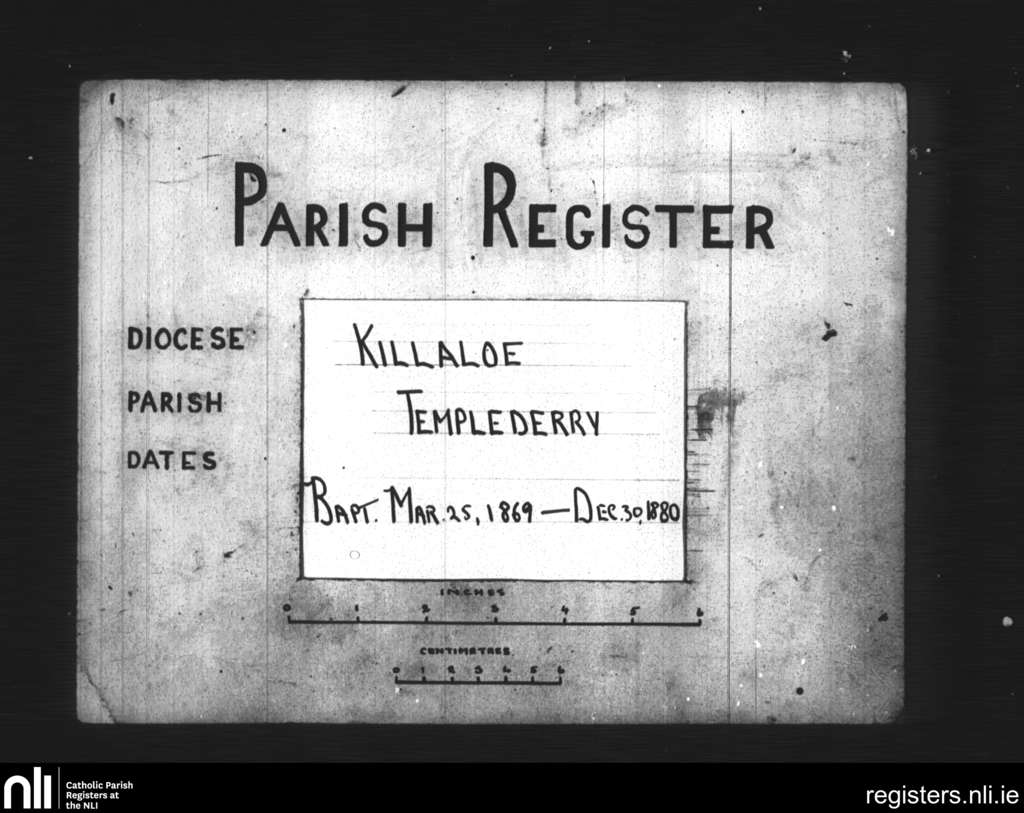 PARISH REGISTER
DIOCESE KILLALOE
PARISH TEMPLEDERRY
DATES
BAPT. MAR. 25, 1869 — DEC. 30, 1880
INCHES
0 1 2 3 4 5 6
CENTIMETRES
0 1 2 3 4 5 6
nli Catholic Parish
Registers at
the NLI
registers.nli.ie